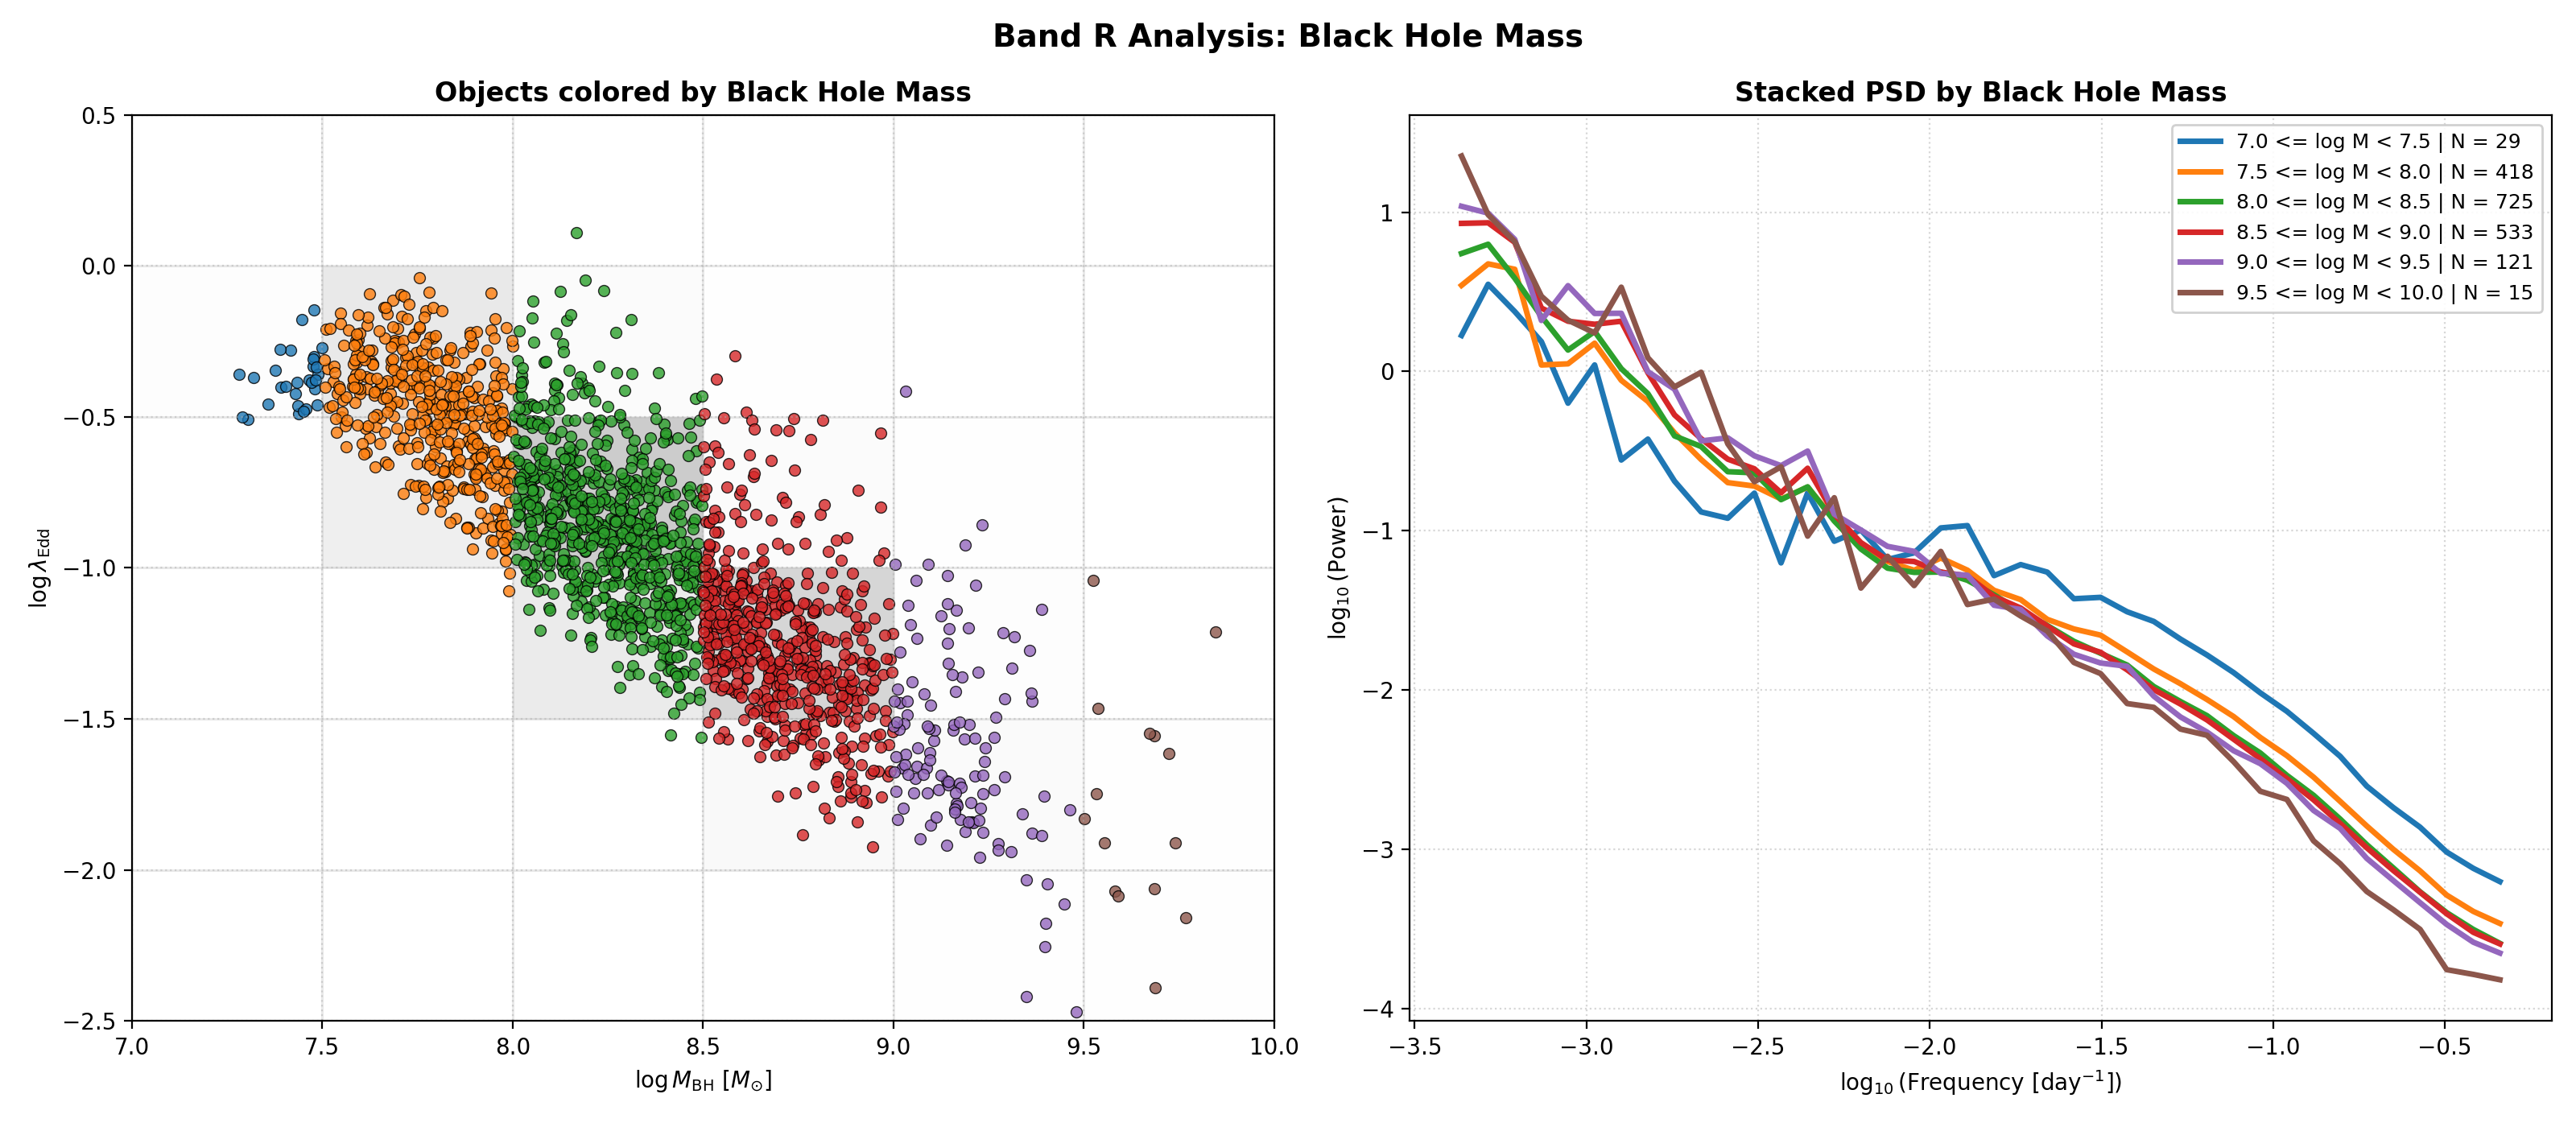 Band R Analysis: Black Hole Mass
Objects colored by Black Hole Mass
0.5
0.0
−0.5
−1.0
−1.5
−2.0
−2.5
log λ_Edd
7.0 7.5 8.0 8.5 9.0 9.5 10.0
log M_BH [M_⊙]
Stacked PSD by Black Hole Mass
7.0 <= log M < 7.5 | N = 29
7.5 <= log M < 8.0 | N = 418
8.0 <= log M < 8.5 | N = 725
8.5 <= log M < 9.0 | N = 533
9.0 <= log M < 9.5 | N = 121
9.5 <= log M < 10.0 | N = 15
1
0
−1
−2
−3
−4
log₁₀ (Power)
−3.5 −3.0 −2.5 −2.0 −1.5 −1.0 −0.5
log₁₀ (Frequency [day⁻¹])